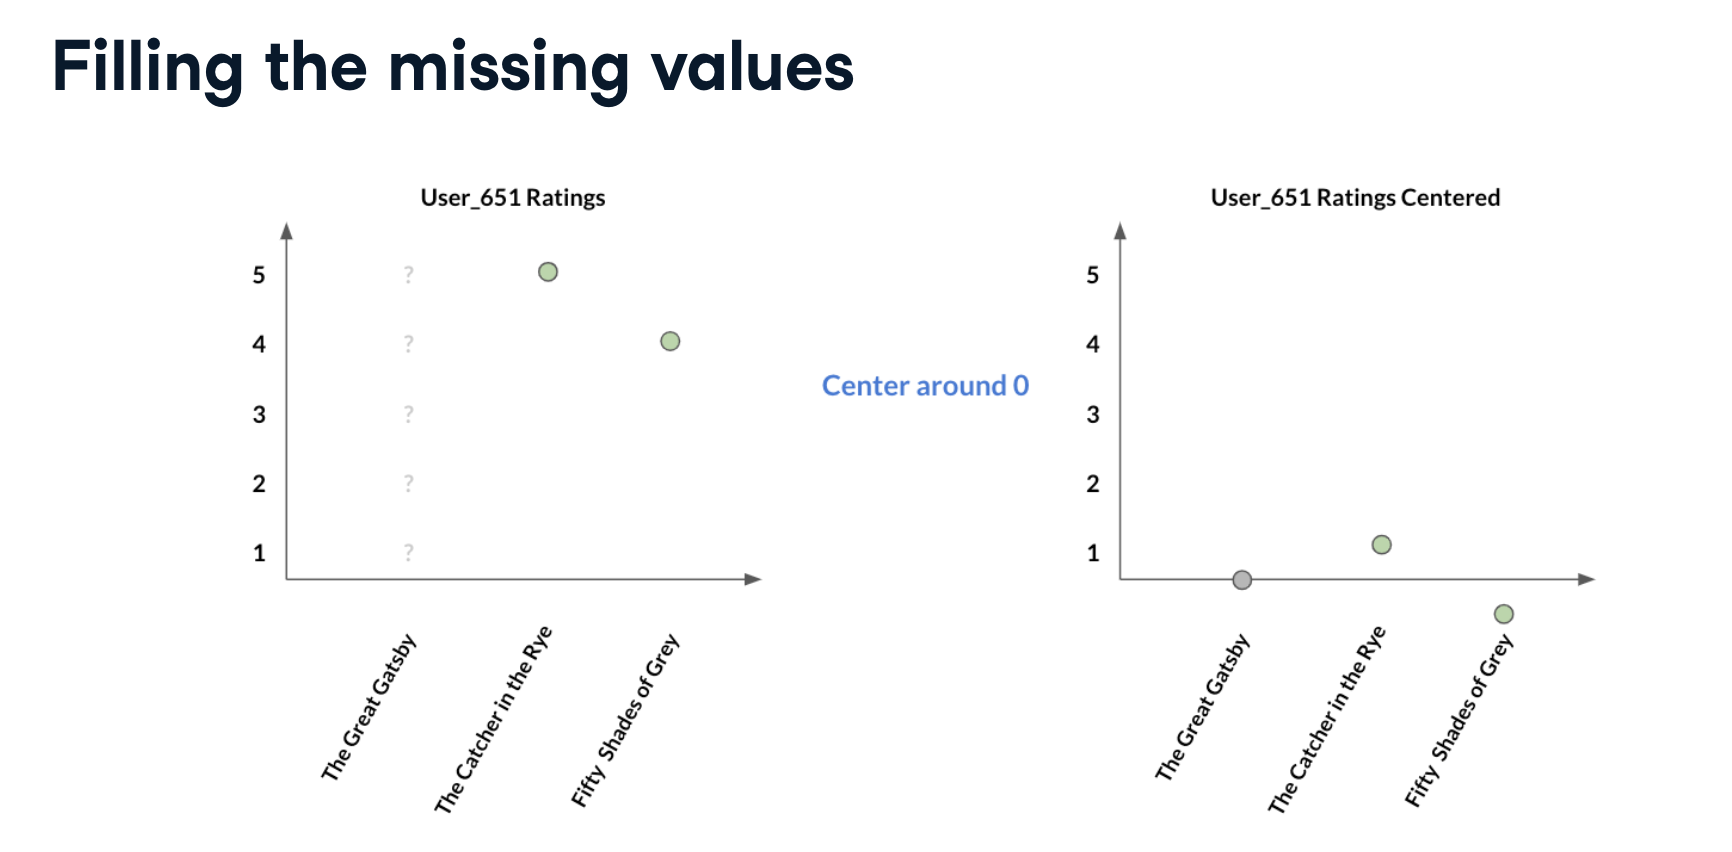 Filling the missing values
User_651 Ratings
5
?
4
?
3
?
2
?
1
?
The Great Gatsby
The Catcher in the Rye
Fifty Shades of Grey
Center around 0
User_651 Ratings Centered
5
4
3
2
1
The Great Gatsby
The Catcher in the Rye
Fifty Shades of Grey